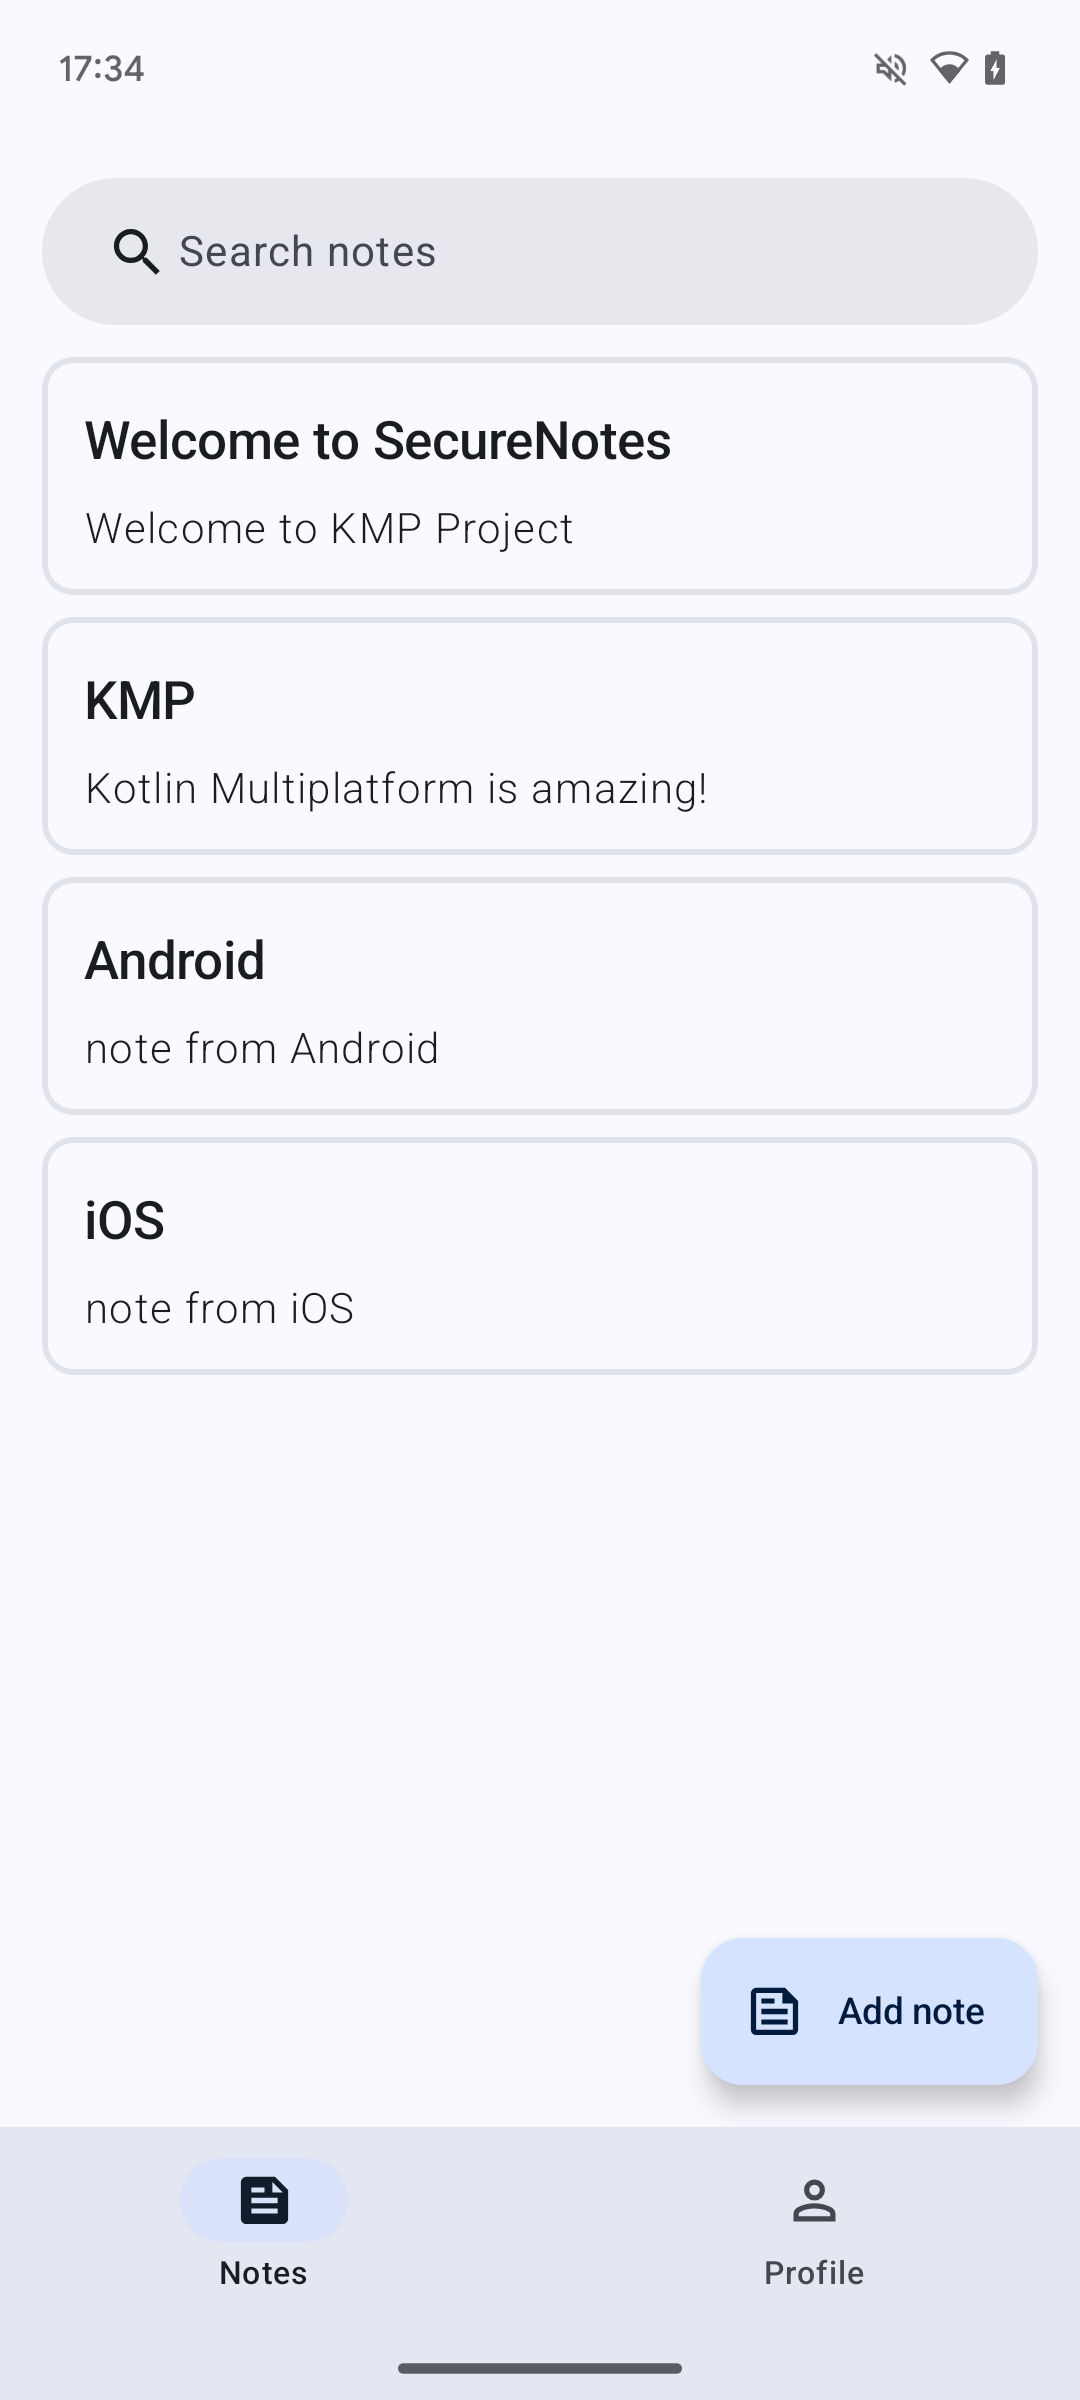 17:34
Search notes
Welcome to SecureNotes
Welcome to KMP Project
KMP
Kotlin Multiplatform is amazing!
Android
note from Android
iOS
note from iOS
Add note
Notes
Profile